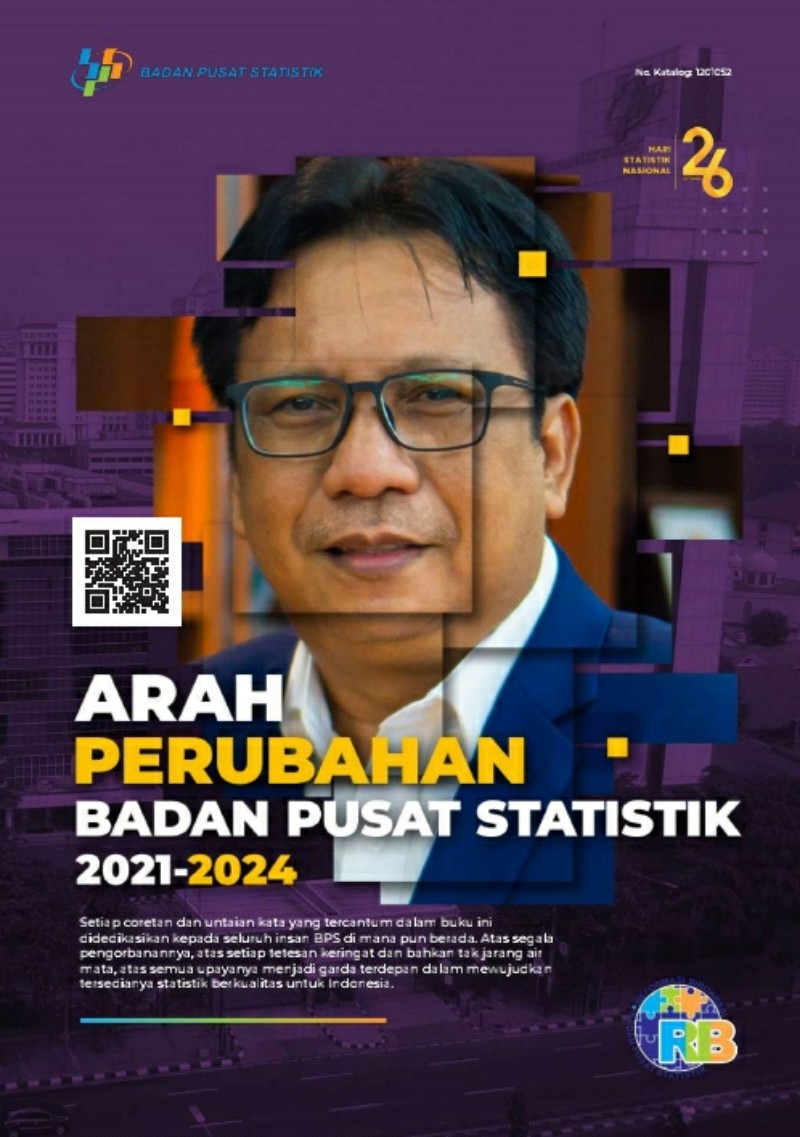 BADAN PUSAT STATISTIK
No. Katalog: 1201052
HARI
STATISTIK
NASIONAL
26
ARAH
PERUBAHAN
BADAN PUSAT STATISTIK
2021-2024
Setiap coretan dan untaian kata yang tercantum dalam buku ini
didedikasikan kepada seluruh insan BPS di mana pun berada. Atas segala
pengorbanannya, atas setiap tetesan keringat dan bahkan tak jarang air
mata, atas semua upayanya menjadi garda terdepan dalam mewujudkan
tersedianya statistik berkualitas untuk Indonesia.
RB